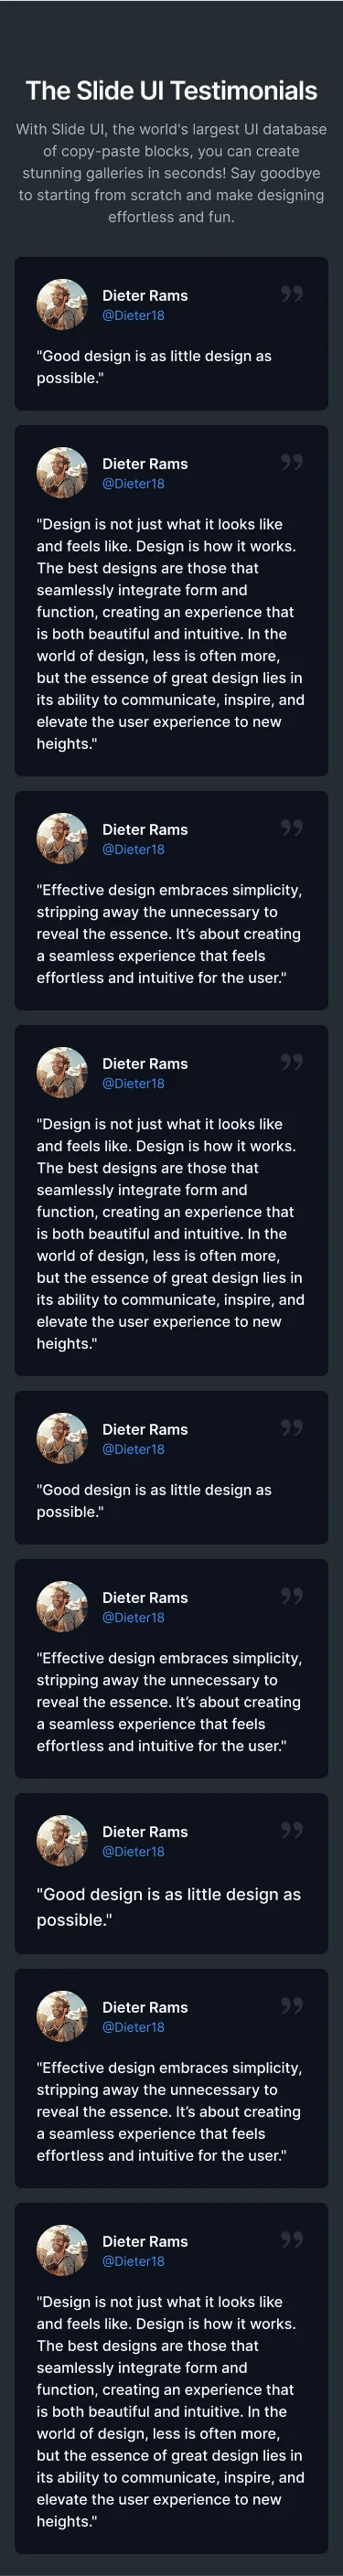 The Slide UI Testimonials
With Slide UI, the world's largest UI database
of copy-paste blocks, you can create
stunning galleries in seconds! Say goodbye
to starting from scratch and make designing
effortless and fun.
Dieter Rams
@Dieter18
"Good design is as little design as
possible."
Dieter Rams
@Dieter18
"Design is not just what it looks like
and feels like. Design is how it works.
The best designs are those that
seamlessly integrate form and
function, creating an experience that
is both beautiful and intuitive. In the
world of design, less is often more,
but the essence of great design lies in
its ability to communicate, inspire, and
elevate the user experience to new
heights."
Dieter Rams
@Dieter18
"Effective design embraces simplicity,
stripping away the unnecessary to
reveal the essence. It’s about creating
a seamless experience that feels
effortless and intuitive for the user."
Dieter Rams
@Dieter18
"Design is not just what it looks like
and feels like. Design is how it works.
The best designs are those that
seamlessly integrate form and
function, creating an experience that
is both beautiful and intuitive. In the
world of design, less is often more,
but the essence of great design lies in
its ability to communicate, inspire, and
elevate the user experience to new
heights."
Dieter Rams
@Dieter18
"Good design is as little design as
possible."
Dieter Rams
@Dieter18
"Effective design embraces simplicity,
stripping away the unnecessary to
reveal the essence. It’s about creating
a seamless experience that feels
effortless and intuitive for the user."
Dieter Rams
@Dieter18
"Good design is as little design as
possible."
Dieter Rams
@Dieter18
"Effective design embraces simplicity,
stripping away the unnecessary to
reveal the essence. It’s about creating
a seamless experience that feels
effortless and intuitive for the user."
Dieter Rams
@Dieter18
"Design is not just what it looks like
and feels like. Design is how it works.
The best designs are those that
seamlessly integrate form and
function, creating an experience that
is both beautiful and intuitive. In the
world of design, less is often more,
but the essence of great design lies in
its ability to communicate, inspire, and
elevate the user experience to new
heights."